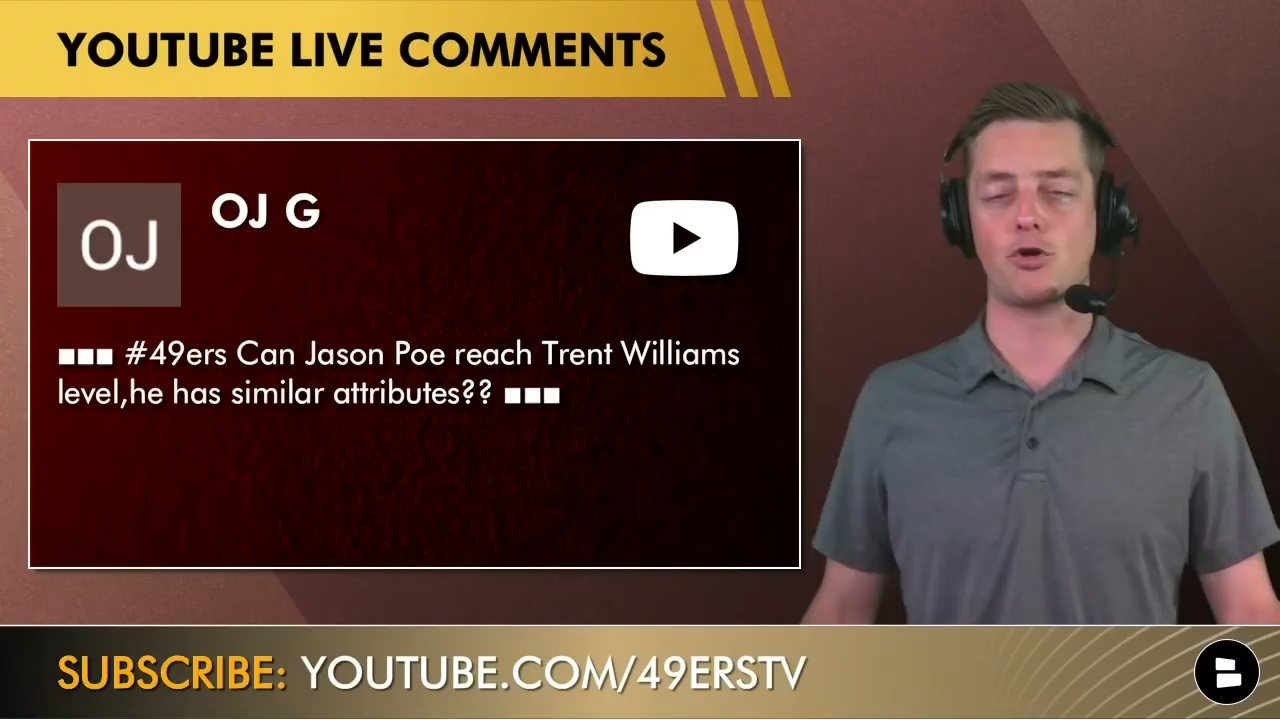 YOUTUBE LIVE COMMENTS
OJ
OJ G
■■■ #49ers Can Jason Poe reach Trent Williams
level,he has similar attributes?? ■■■
SUBSCRIBE: YOUTUBE.COM/49ERSTV